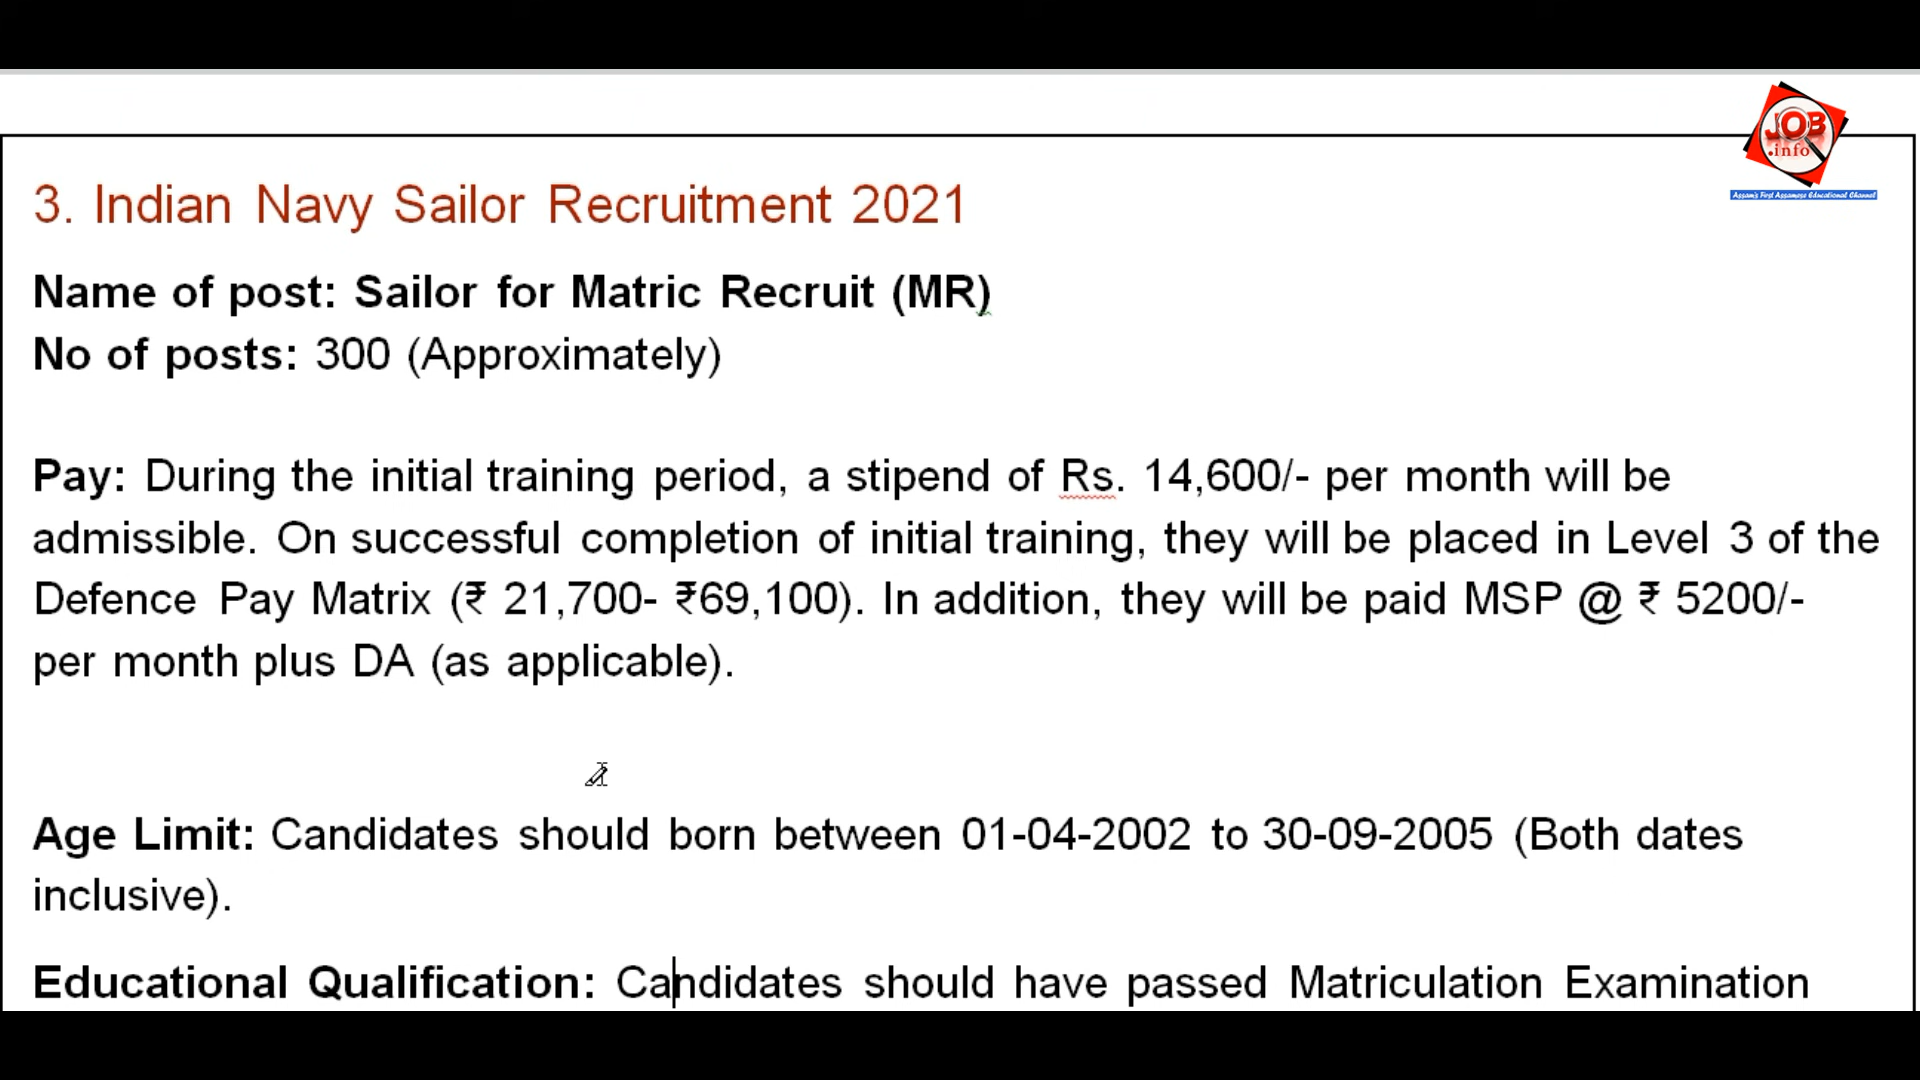 JOB
.info
Assam's First Assamese Educational Channel
3. Indian Navy Sailor Recruitment 2021
Name of post: Sailor for Matric Recruit (MR)
No of posts: 300 (Approximately)
Pay: During the initial training period, a stipend of Rs. 14,600/- per month will be
admissible. On successful completion of initial training, they will be placed in Level 3 of the
Defence Pay Matrix (₹ 21,700- ₹69,100). In addition, they will be paid MSP @ ₹ 5200/-
per month plus DA (as applicable).
Age Limit: Candidates should born between 01-04-2002 to 30-09-2005 (Both dates
inclusive).
Educational Qualification: Candidates should have passed Matriculation Examination